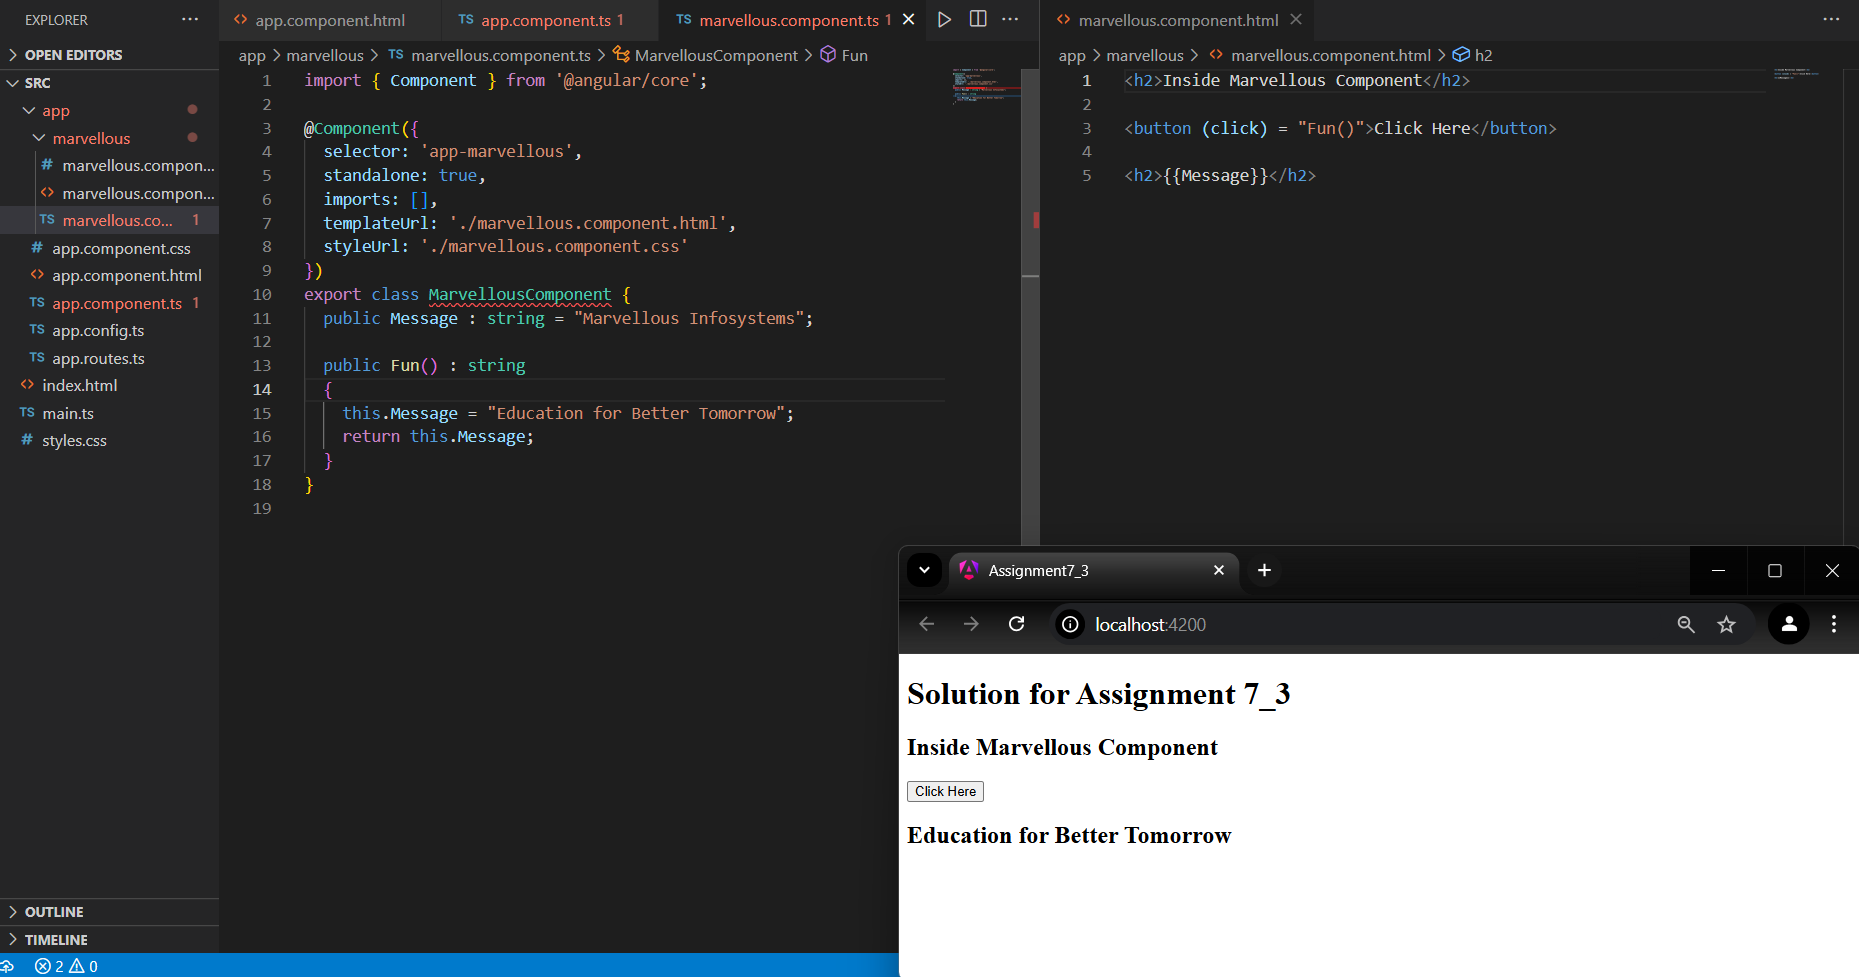 EXPLORER
OPEN EDITORS
SRC
app
marvellous
# marvellous.compon...
<> marvellous.compon...
TS marvellous.co... 1
# app.component.css
<> app.component.html
TS app.component.ts 1
TS app.config.ts
TS app.routes.ts
<> index.html
TS main.ts
# styles.css
OUTLINE
TIMELINE
2 0
<> app.component.html
TS app.component.ts 1
TS marvellous.component.ts 1
app > marvellous > TS marvellous.component.ts > MarvellousComponent > Fun
1 import { Component } from '@angular/core';
2
3 @Component({
4 selector: 'app-marvellous',
5 standalone: true,
6 imports: [],
7 templateUrl: './marvellous.component.html',
8 styleUrl: './marvellous.component.css'
9 })
10 export class MarvellousComponent {
11 public Message : string = "Marvellous Infosystems";
12
13 public Fun() : string
14 {
15 this.Message = "Education for Better Tomorrow";
16 return this.Message;
17 }
18 }
19
<> marvellous.component.html
app > marvellous > <> marvellous.component.html > h2
1 <h2>Inside Marvellous Component</h2>
2
3 <button (click) = "Fun()">Click Here</button>
4
5 <h2>{{Message}}</h2>
Assignment7_3
localhost:4200
Solution for Assignment 7_3
Inside Marvellous Component
Click Here
Education for Better Tomorrow